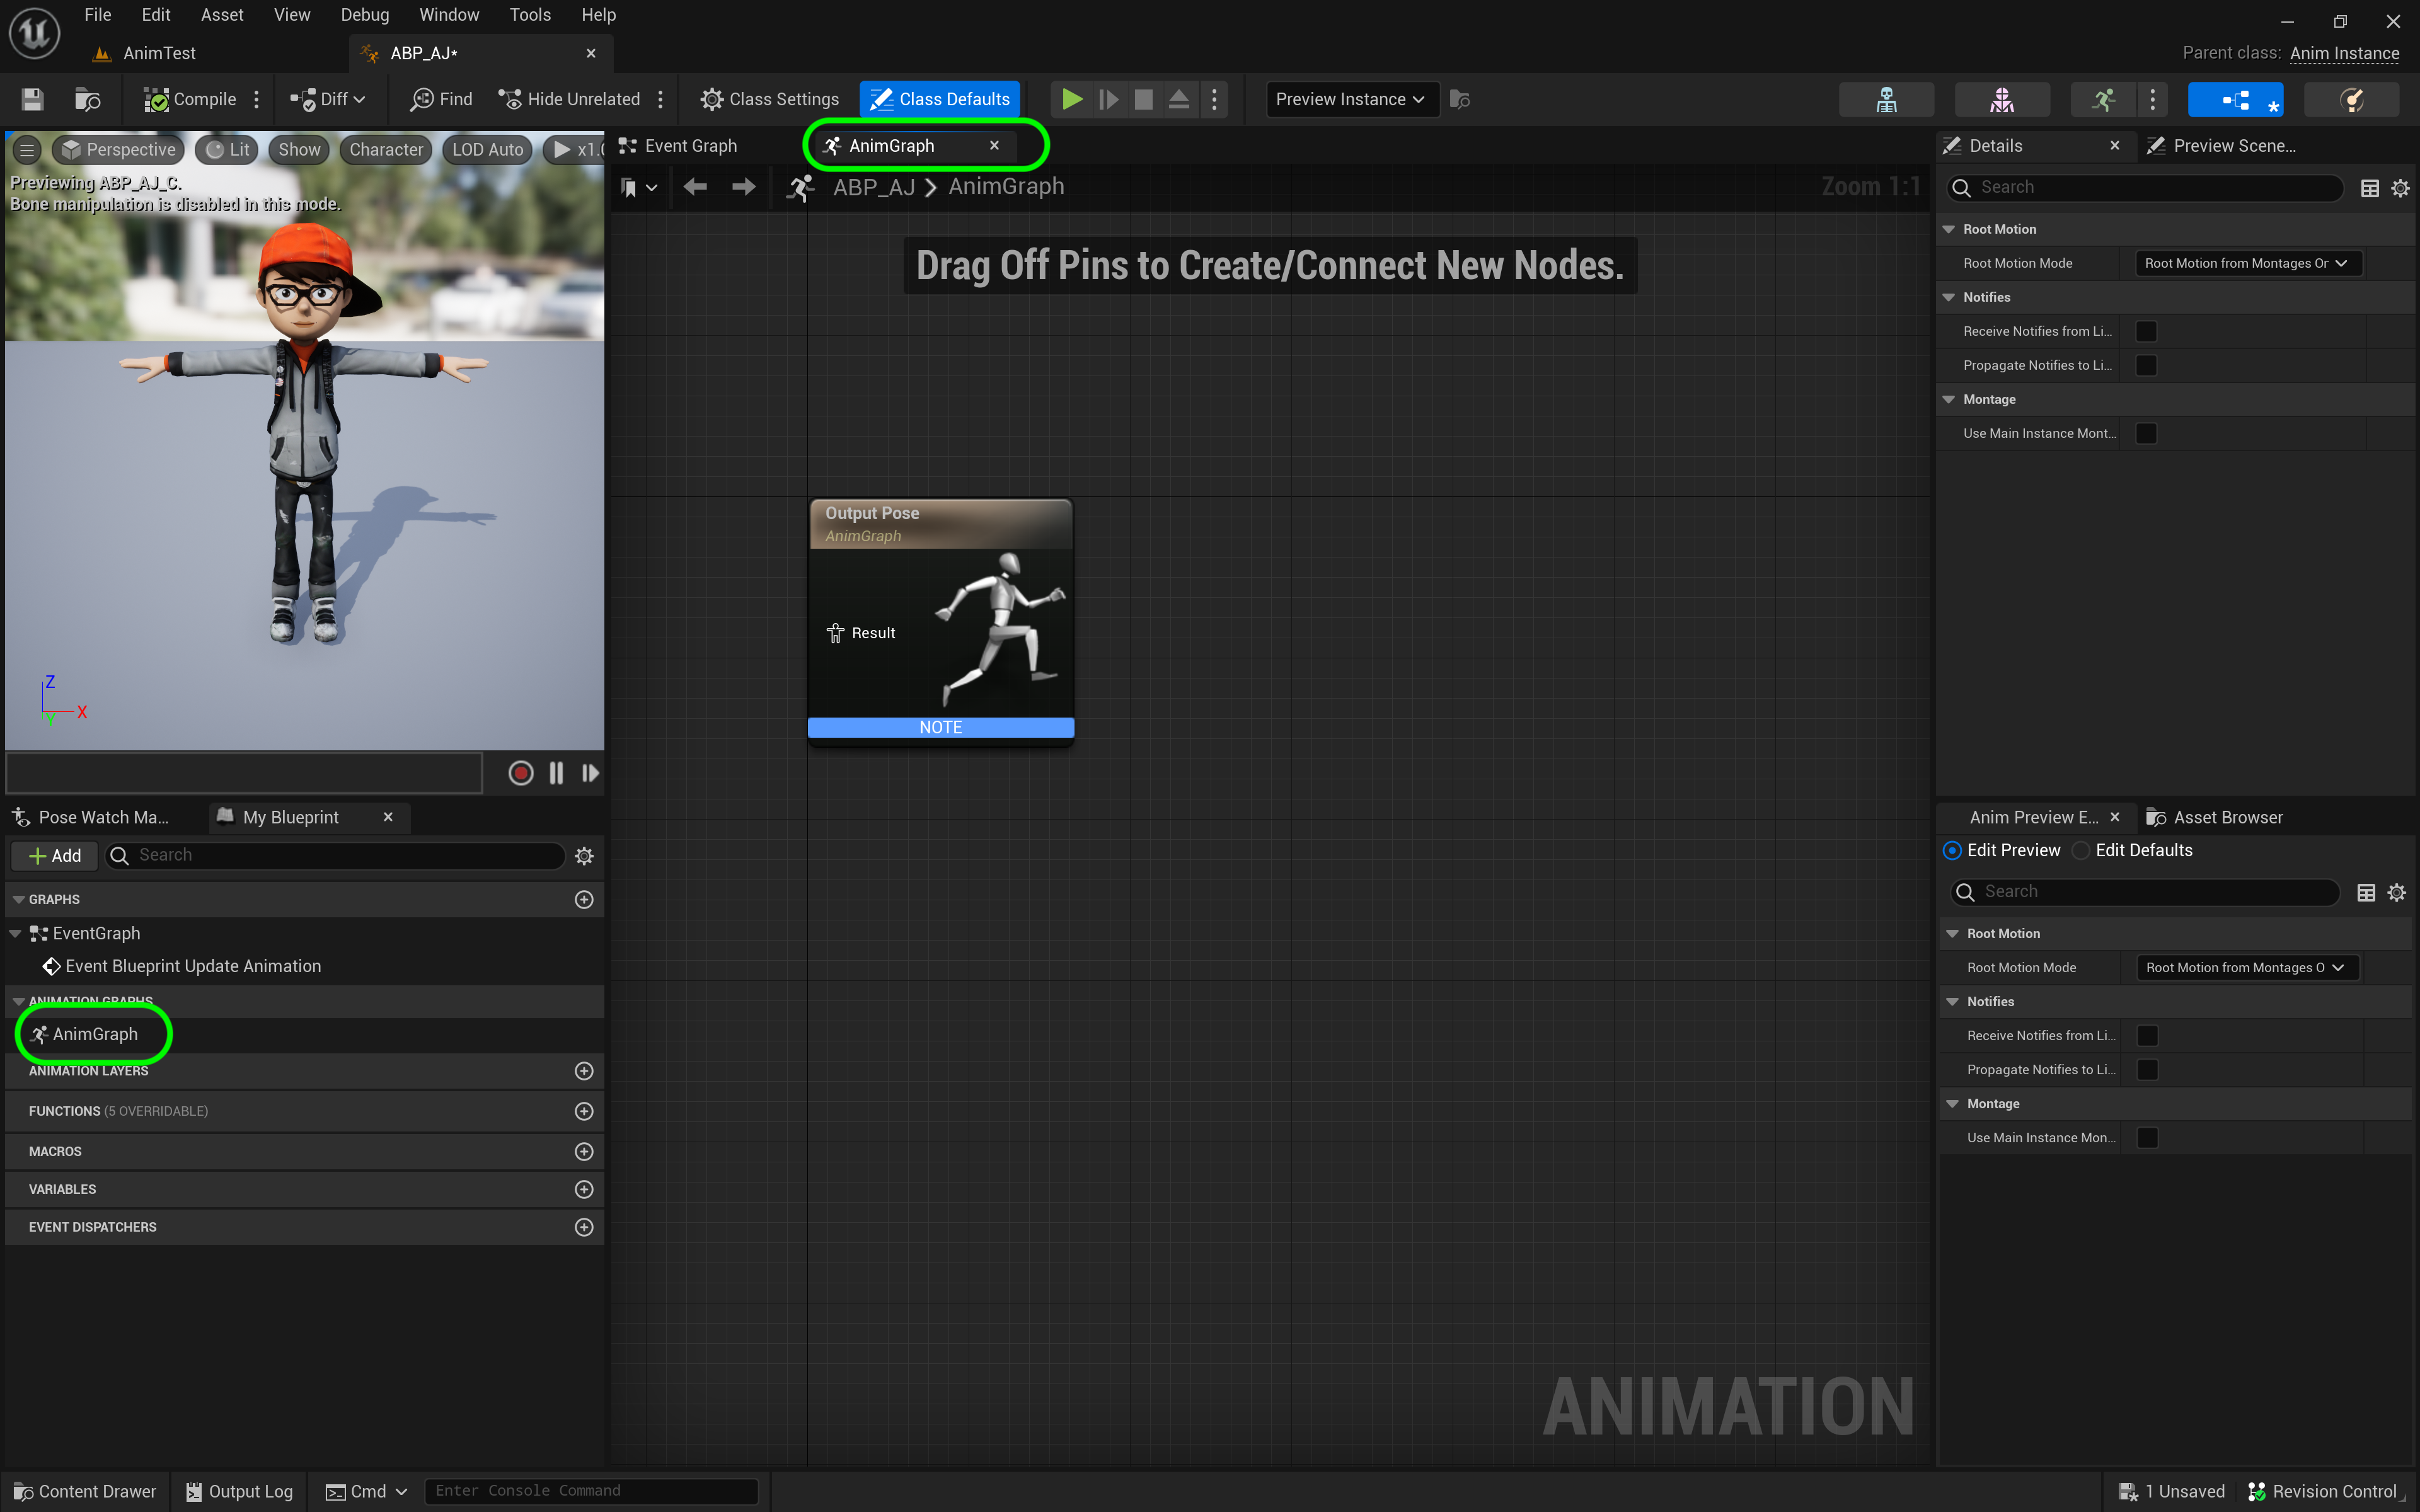 File Edit Asset View Debug Window Tools Help
AnimTest
ABP_AJ*
Parent class: Anim Instance
Compile
Diff
Find
Hide Unrelated
Class Settings
Class Defaults
Preview Instance
Perspective
Lit
Show
Character
LOD Auto
x1.0
Previewing ABP_AJ_C.
Bone manipulation is disabled in this mode.
Z
X
Y
Event Graph
AnimGraph
ABP_AJ > AnimGraph
Zoom 1:1
Drag Off Pins to Create/Connect New Nodes.
Output Pose
AnimGraph
Result
NOTE
ANIMATION
Pose Watch Ma...
My Blueprint
Add
Search
GRAPHS
EventGraph
Event Blueprint Update Animation
ANIMATION GRAPHS
AnimGraph
ANIMATION LAYERS
FUNCTIONS (5 OVERRIDABLE)
MACROS
VARIABLES
EVENT DISPATCHERS
Details
Preview Scene...
Search
Root Motion
Root Motion Mode
Root Motion from Montages Or
Notifies
Receive Notifies from Li...
Propagate Notifies to Li...
Montage
Use Main Instance Mont...
Anim Preview E...
Asset Browser
Edit Preview
Edit Defaults
Search
Root Motion
Root Motion Mode
Root Motion from Montages O
Notifies
Receive Notifies from Li...
Propagate Notifies to Li...
Montage
Use Main Instance Mon...
Content Drawer
Output Log
Cmd
Enter Console Command
1 Unsaved
Revision Control